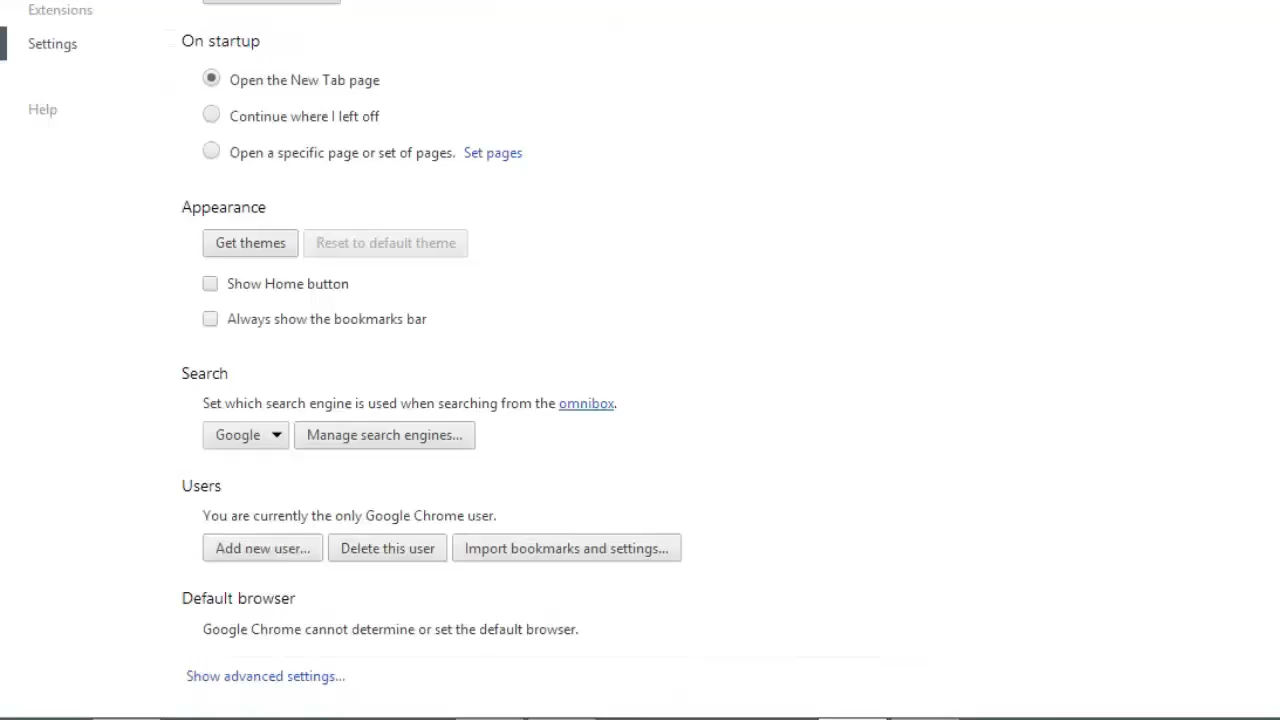 Extensions
Settings
Help
On startup
Open the New Tab page
Continue where I left off
Open a specific page or set of pages. Set pages
Appearance
Get themes Reset to default theme
Show Home button
Always show the bookmarks bar
Search
Set which search engine is used when searching from the omnibox.
Google Manage search engines...
Users
You are currently the only Google Chrome user.
Add new user... Delete this user Import bookmarks and settings...
Default browser
Google Chrome cannot determine or set the default browser.
Show advanced settings...